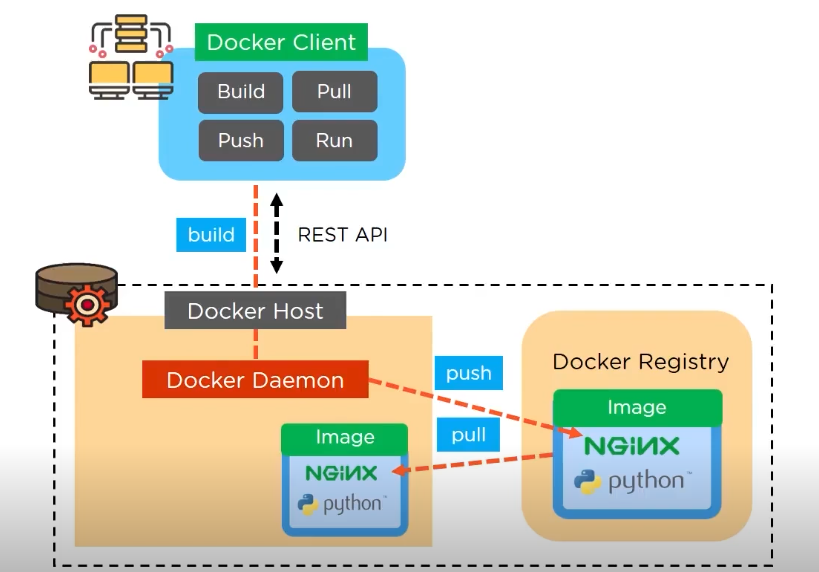 Docker Client
Build
Pull
Push
Run
build
REST API
Docker Host
Docker Daemon
push
pull
Docker Registry
Image
NGiNX
python™
Image
NGiNX
python™